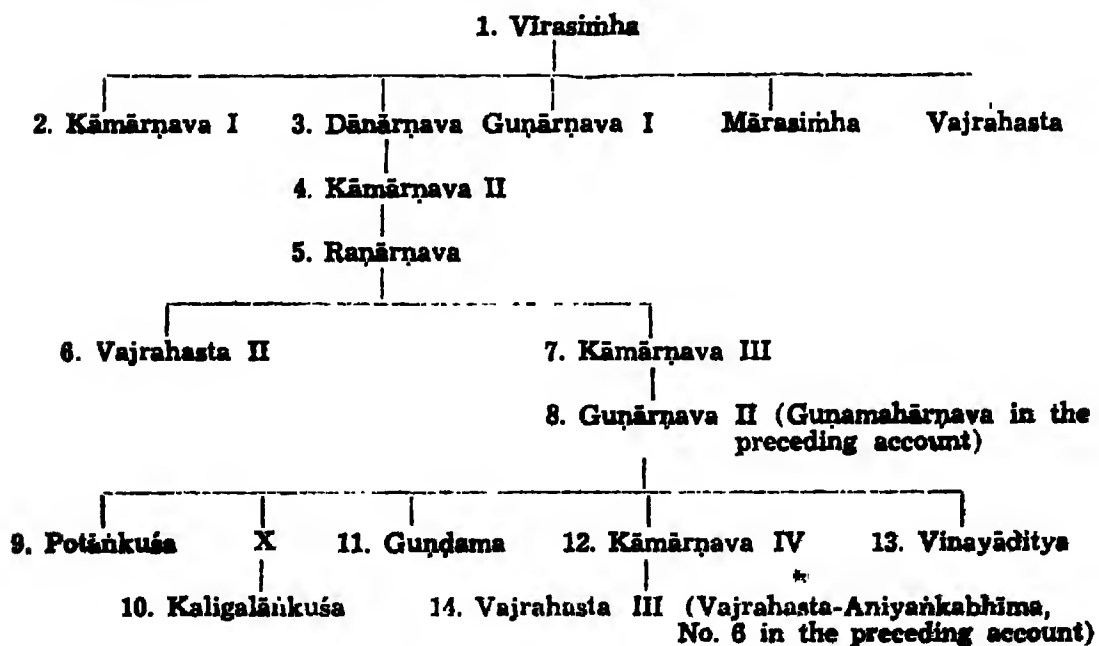 1. Vīrasiṁha
2. Kāmārṇava I 3. Dānārṇava Guṇārṇava I Mārasiṁha Vajrahasta
4. Kāmārṇava II
5. Raṇārṇava
6. Vajrahasta II 7. Kāmārṇava III
8. Guṇārṇava II (Guṇamahārṇava in the
preceding account)
9. Potāṅkuśa X 11. Guṇḍama 12. Kāmārṇava IV 13. Vinayāditya
10. Kaligalāṅkuśa 14. Vajrahasta III (Vajrahasta-Aniyaṅkabhīma,
No. 6 in the preceding account)